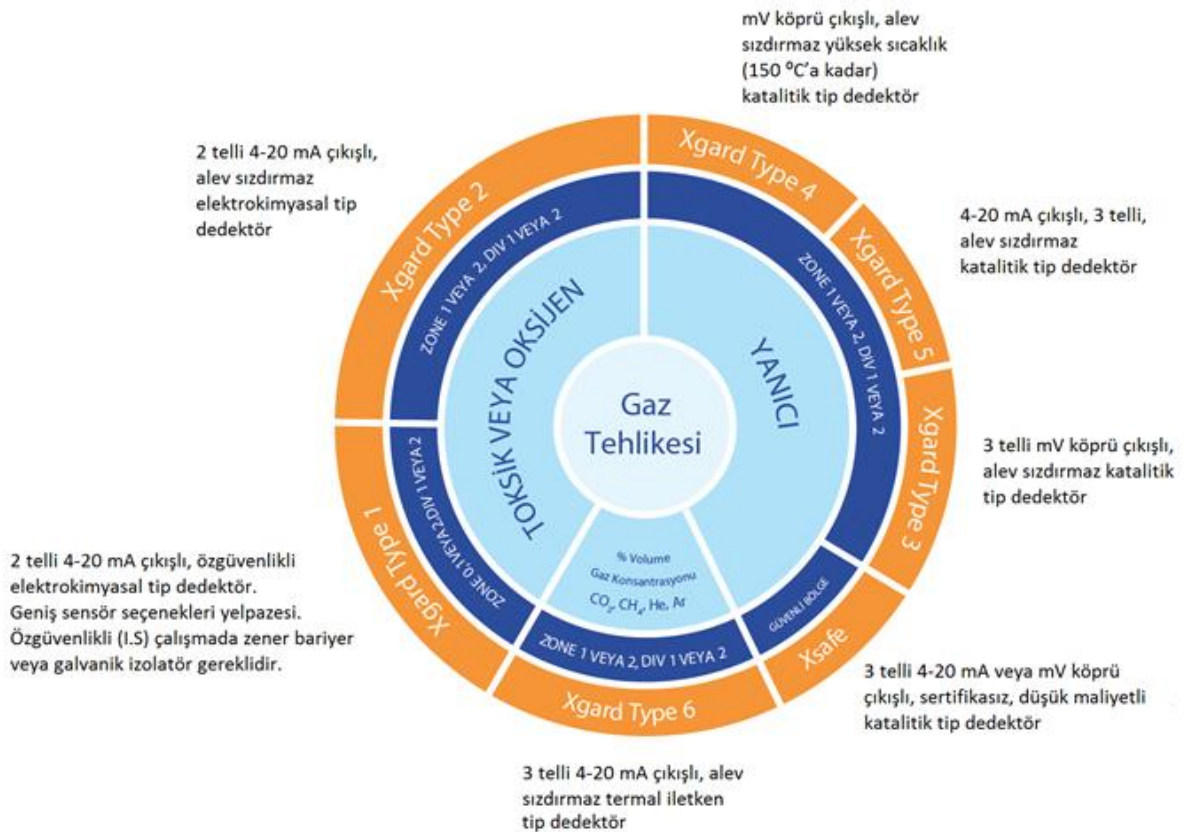 mV köprü çıkışlı, alev
sızdırmaz yüksek sıcaklık
(150 ⁰C'a kadar)
katalitik tip dedektör
2 telli 4-20 mA çıkışlı,
alev sızdırmaz
elektrokimyasal tip
dedektör
4-20 mA çıkışlı, 3 telli,
alev sızdırmaz
katalitik tip dedektör
3 telli mV köprü çıkışlı,
alev sızdırmaz katalitik
tip dedektör
2 telli 4-20 mA çıkışlı, özgüvenlikli
elektrokimyasal tip dedektör.
Geniş sensör seçenekleri yelpazesi.
Özgüvenlikli (I.S) çalışmada zener bariyer
veya galvanik izolatör gereklidir.
3 telli 4-20 mA veya mV köprü
çıkışlı, sertifikasız, düşük maliyetli
katalitik tip dedektör
3 telli 4-20 mA çıkışlı, alev
sızdırmaz termal iletken
tip dedektör
Xgard Type 2
Xgard Type 4
Xgard Type 5
Xgard Type 3
Xsafe
Xgard Type 6
Xgard Type 1
ZONE 1 VEYA 2, DIV 1 VEYA 2
ZONE 1 VEYA 2, DIV 1 VEYA 2
GÜVENLİ BÖLGE
ZONE 1 VEYA 2, DIV 1 VEYA 2
ZONE 0,1 VEYA 2,DIV 1 VEYA 2
TOKSİK VEYA OKSİJEN
YANICI
% Volume
Gaz Konsantrasyonu
CO₂, CH₄, He, Ar
Gaz
Tehlikesi